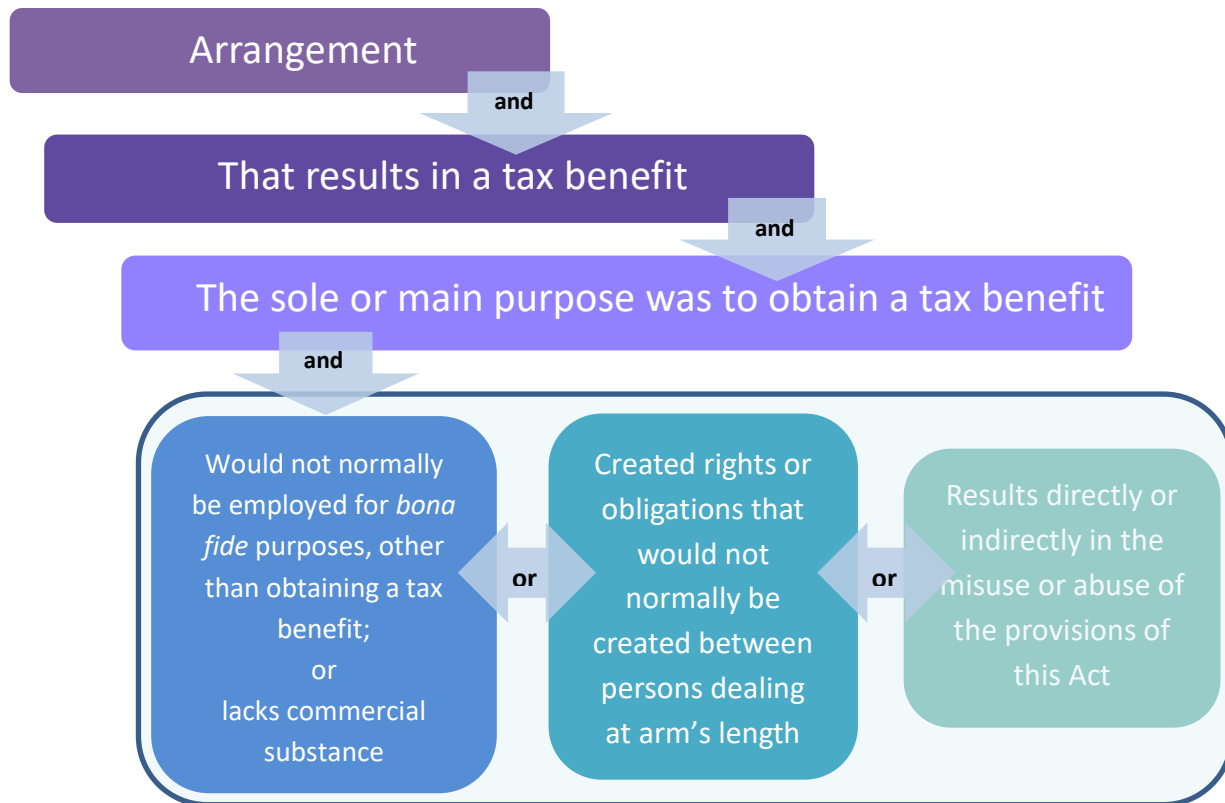 Arrangement
and
That results in a tax benefit
and
The sole or main purpose was to obtain a tax benefit
and
Would not normally
be employed for bona
fide purposes, other
than obtaining a tax
benefit;
or
lacks commercial
substance
or
Created rights or
obligations that
would not
normally be
created between
persons dealing
at arm’s length
or
Results directly or
indirectly in the
misuse or abuse of
the provisions of
this Act